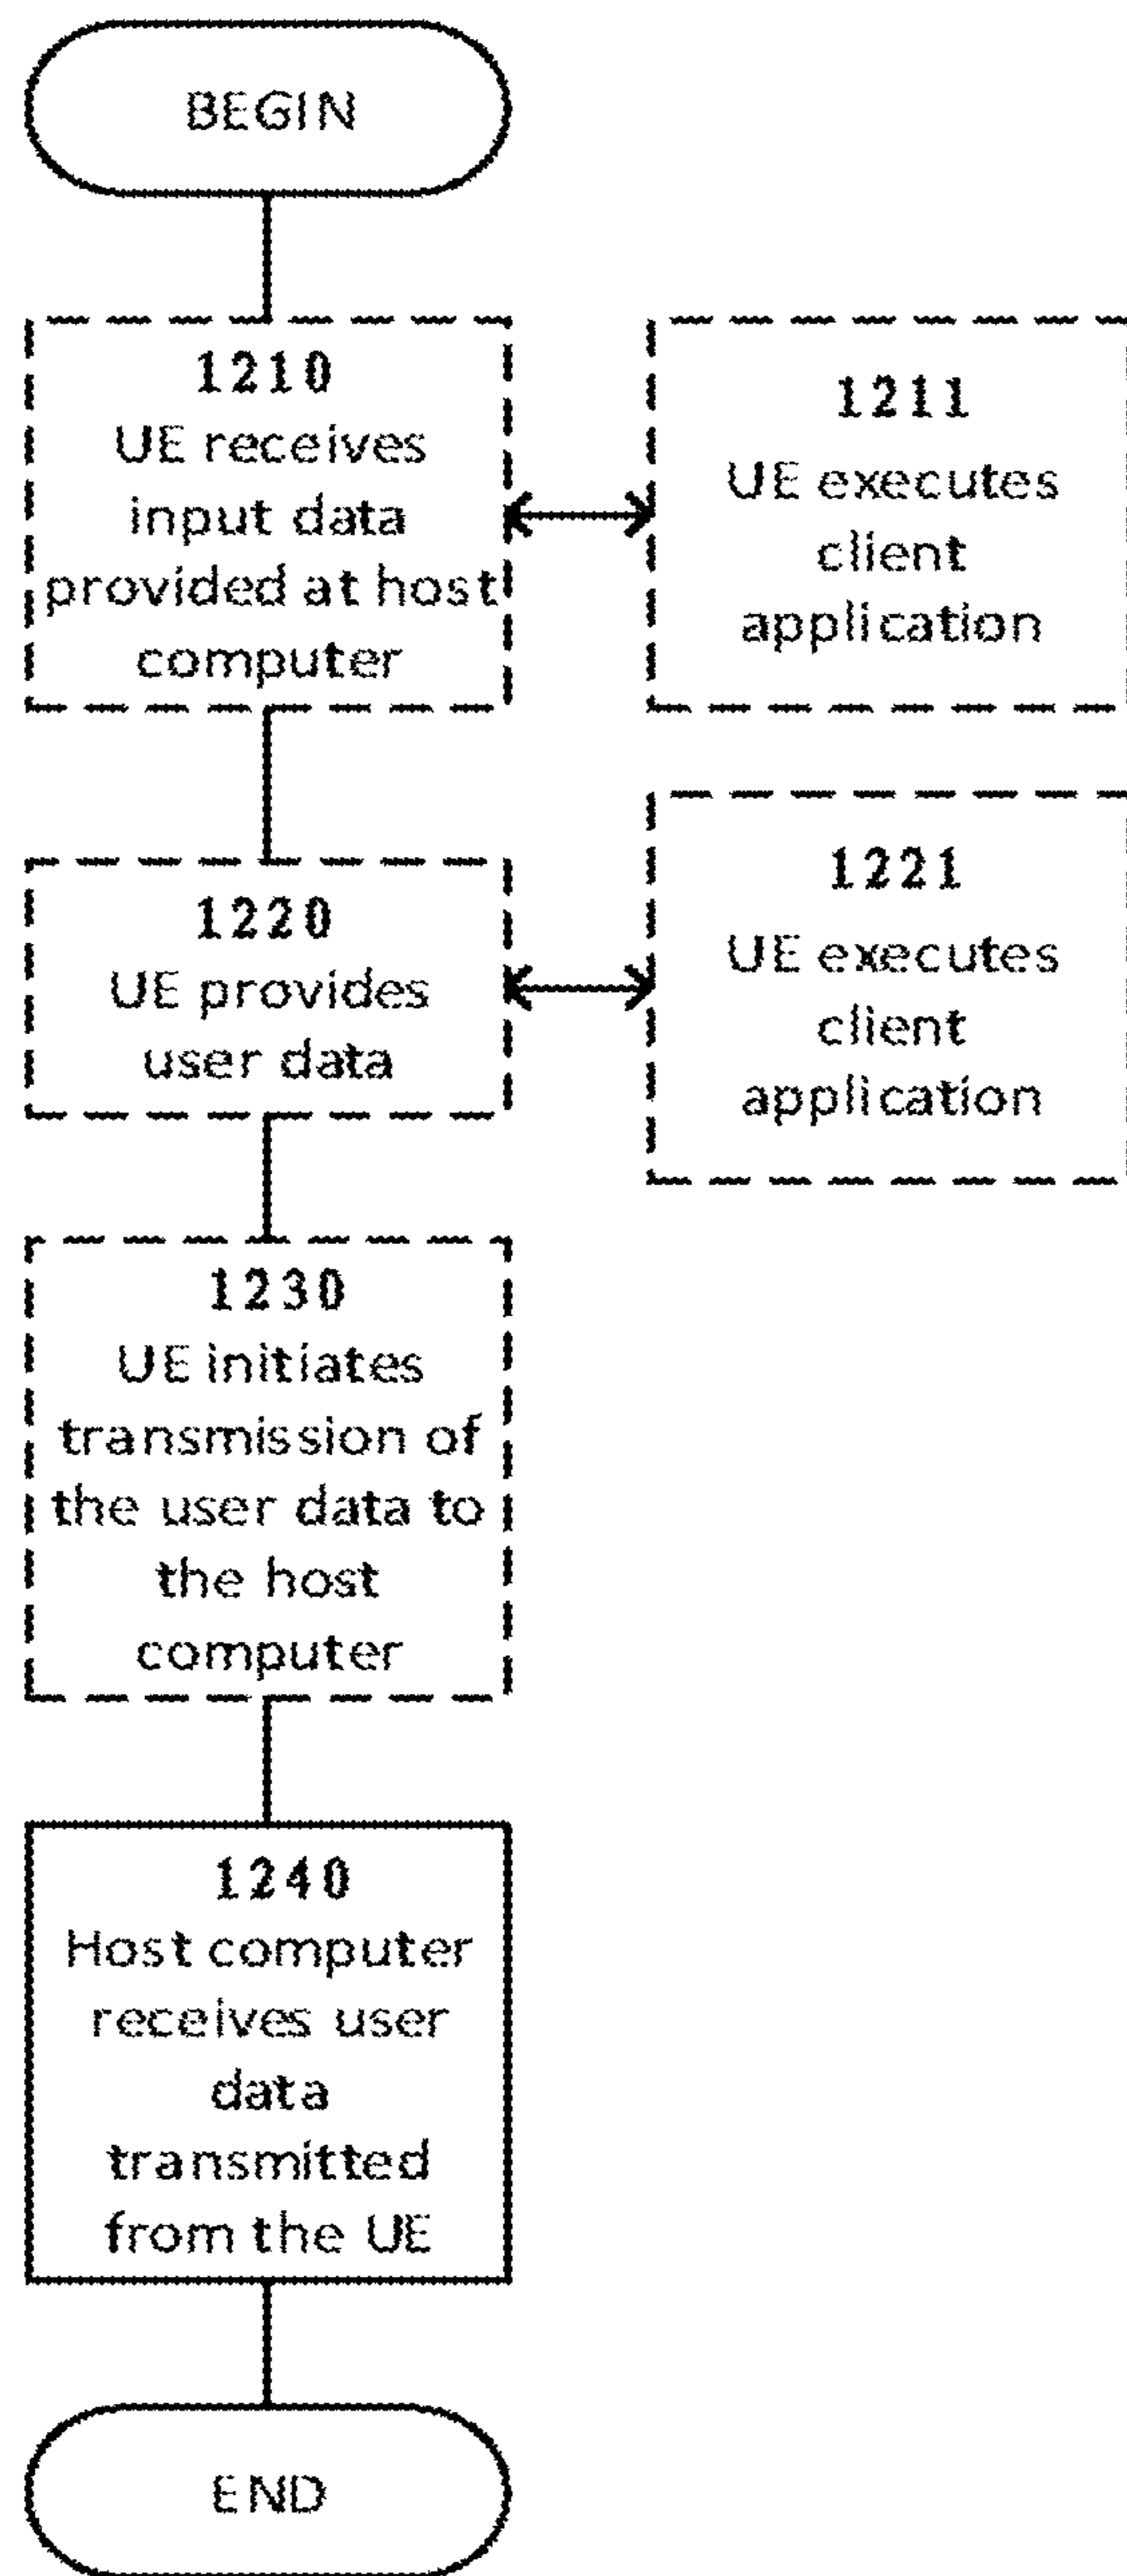 BEGIN
1210
UE receives
input data
provided at host
computer
1211
UE executes
client
application
1220
UE provides
user data
1221
UE executes
client
application
1230
UE initiates
transmission of
the user data to
the host
computer
1240
Host computer
receives user
data
transmitted
from the UE
END